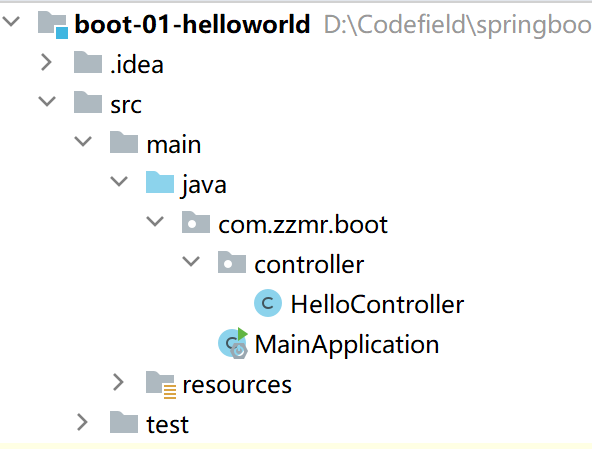 boot-01-helloworld D:\Codefield\springboo
.idea
src
main
java
com.zzmr.boot
controller
C HelloController
C MainApplication
resources
test